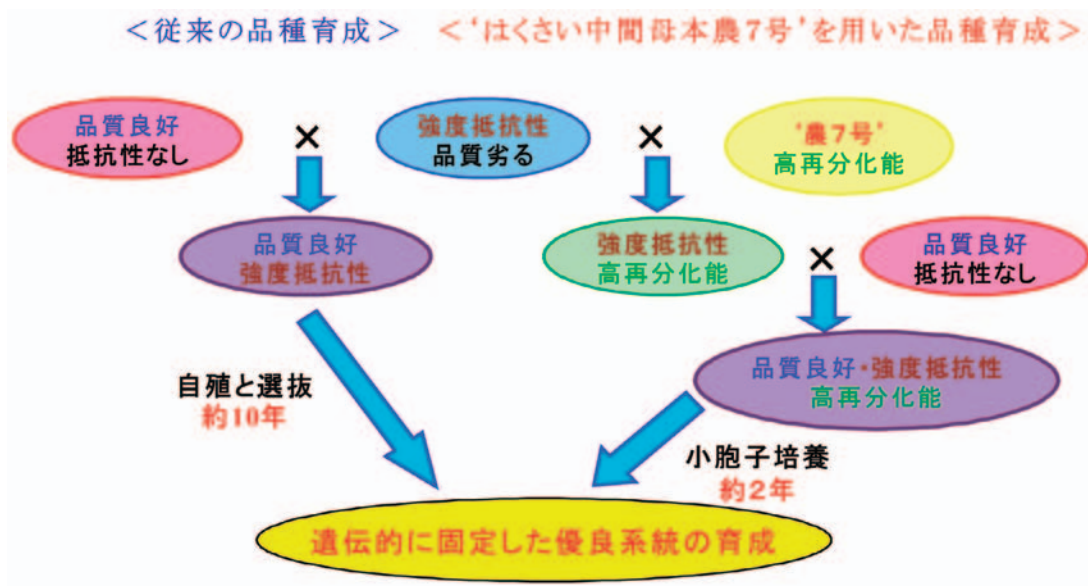 <従来の品種育成>
<‘はくさい中間母本農7号’を用いた品種育成>
品質良好
抵抗性なし
×
強度抵抗性
品質劣る
×
‘農7号’
高再分化能
品質良好
強度抵抗性
強度抵抗性
高再分化能
×
品質良好
抵抗性なし
品質良好・強度抵抗性
高再分化能
自殖と選抜
約10年
小胞子培養
約2年
遺伝的に固定した優良系統の育成